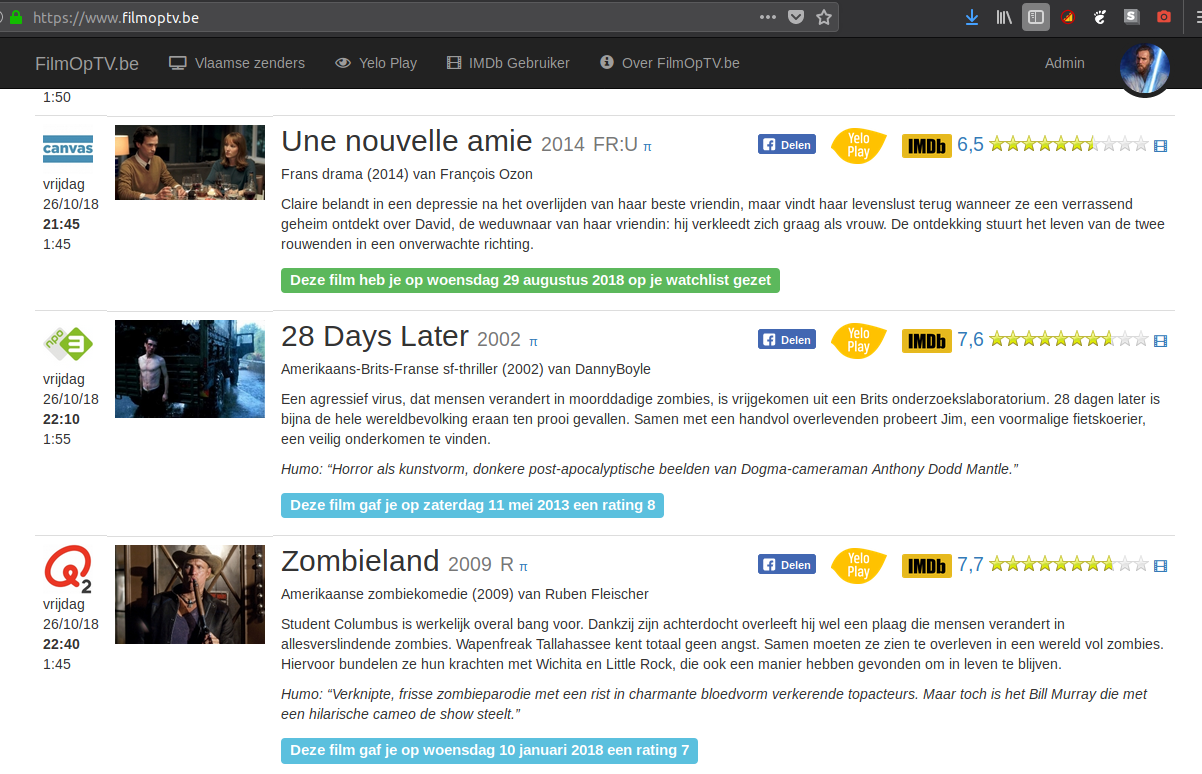 https://www.filmoptv.be
FilmOpTV.be Vlaamse zenders Yelo Play IMDb Gebruiker Over FilmOpTV.be Admin
1:50
canvas
vrijdag
26/10/18
21:45
1:45
Une nouvelle amie 2014 FR:U π
Delen Yelo Play IMDb 6,5
Frans drama (2014) van François Ozon
Claire belandt in een depressie na het overlijden van haar beste vriendin, maar vindt haar levenslust terug wanneer ze een verrassend
geheim ontdekt over David, de weduwnaar van haar vriendin: hij verkleedt zich graag als vrouw. De ontdekking stuurt het leven van de twee
rouwenden in een onverwachte richting.
Deze film heb je op woensdag 29 augustus 2018 op je watchlist gezet
npo 3
vrijdag
26/10/18
22:10
1:55
28 Days Later 2002 π
Delen Yelo Play IMDb 7,6
Amerikaans-Brits-Franse sf-thriller (2002) van DannyBoyle
Een agressief virus, dat mensen verandert in moorddadige zombies, is vrijgekomen uit een Brits onderzoekslaboratorium. 28 dagen later is
bijna de hele wereldbevolking eraan ten prooi gevallen. Samen met een handvol overlevenden probeert Jim, een voormalige fietskoerier,
een veilig onderkomen te vinden.
Humo: “Horror als kunstvorm, donkere post-apocalyptische beelden van Dogma-cameraman Anthony Dodd Mantle.”
Deze film gaf je op zaterdag 11 mei 2013 een rating 8
Q2
vrijdag
26/10/18
22:40
1:45
Zombieland 2009 R π
Delen Yelo Play IMDb 7,7
Amerikaanse zombiekomedie (2009) van Ruben Fleischer
Student Columbus is werkelijk overal bang voor. Dankzij zijn achterdocht overleeft hij wel een plaag die mensen verandert in
allesverslindende zombies. Wapenfreak Tallahassee kent totaal geen angst. Samen moeten ze zien te overleven in een wereld vol zombies.
Hiervoor bundelen ze hun krachten met Wichita en Little Rock, die ook een manier hebben gevonden om in leven te blijven.
Humo: “Verknipte, frisse zombieparodie met een rist in charmante bloedvorm verkerende topacteurs. Maar toch is het Bill Murray die met
een hilarische cameo de show steelt.”
Deze film gaf je op woensdag 10 januari 2018 een rating 7